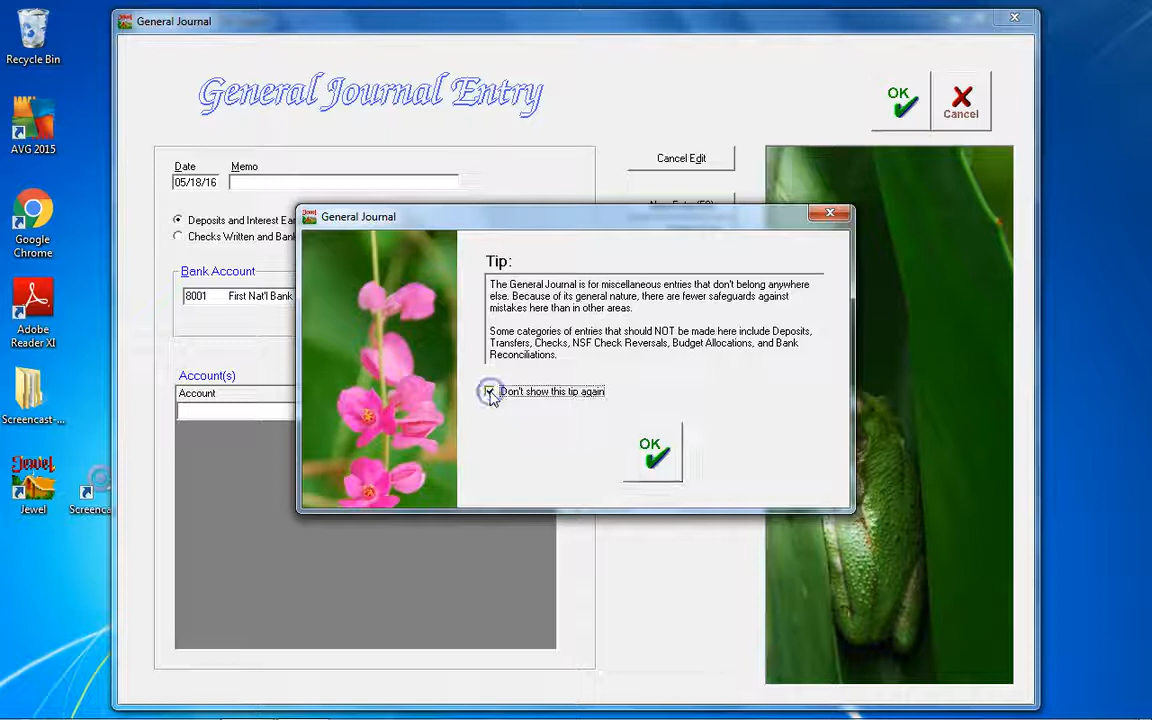 Recycle Bin
AVG 2015
Google
Chrome
Adobe
Reader XI
Screencast-...
Jewel
Jewel
Screenca
General Journal
General Journal Entry
OK
Cancel
Date
Memo
05/18/16
Cancel Edit
Deposits and Interest Ea
Checks Written and Bank
Bank Account
8001 First Nat'l Bank
Account(s)
Account
General Journal
Tip:
The General Journal is for miscellaneous entries that don't belong anywhere
else. Because of its general nature, there are fewer safeguards against
mistakes here than in other areas.
Some categories of entries that should NOT be made here include Deposits,
Transfers, Checks, NSF Check Reversals, Budget Allocations, and Bank
Reconciliations.
Don't show this tip again
OK